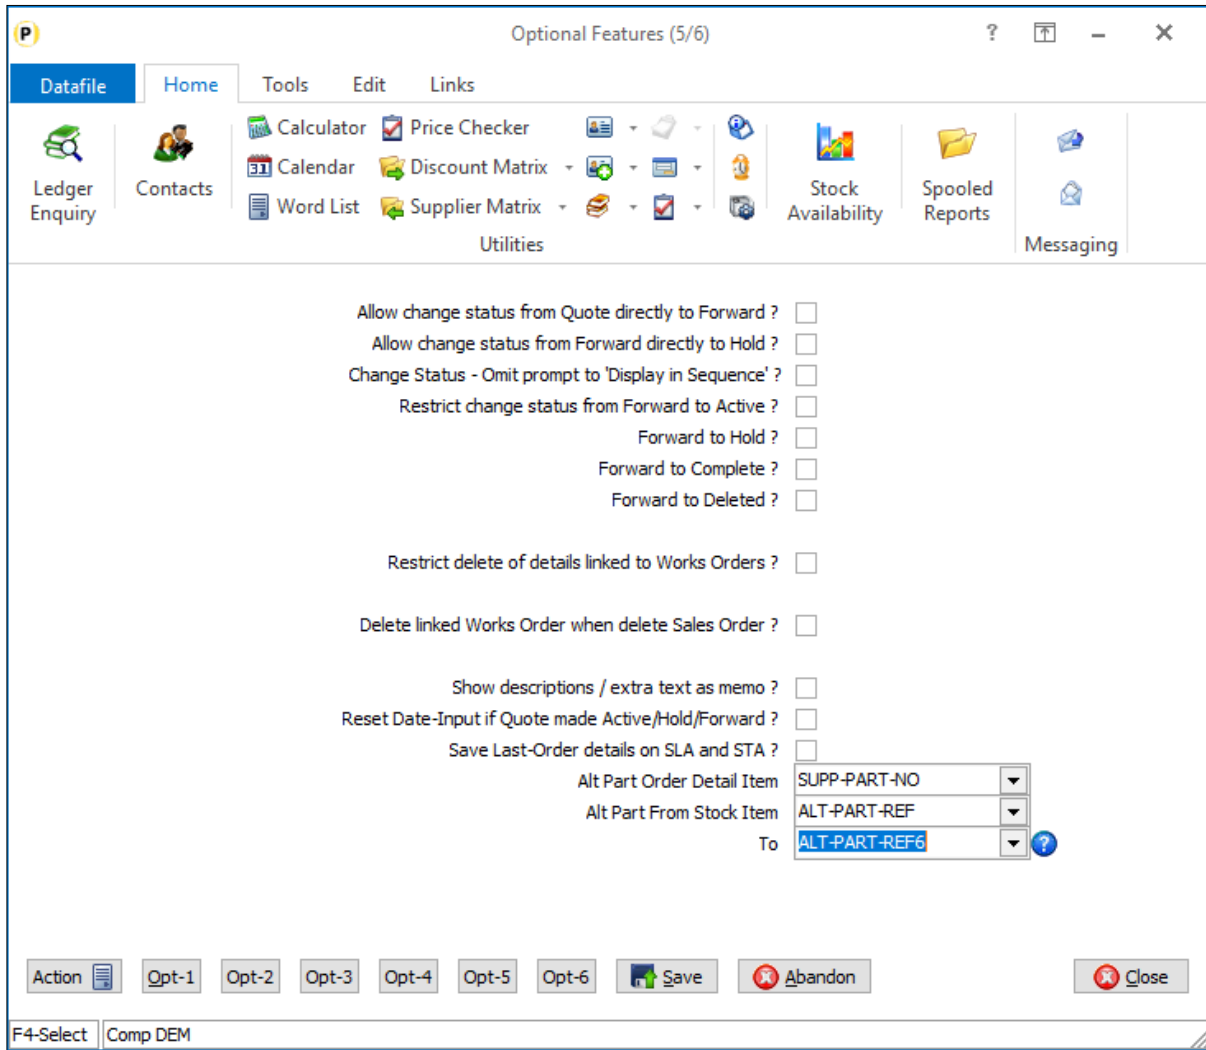 P
Optional Features (5/6)
?
Datafile Home Tools Edit Links
Ledger Enquiry
Contacts
Calculator
Calendar
31
Word List
Price Checker
Discount Matrix
Supplier Matrix
Stock Availability
Spooled Reports
Utilities
Messaging
Allow change status from Quote directly to Forward ?
Allow change status from Forward directly to Hold ?
Change Status - Omit prompt to 'Display in Sequence' ?
Restrict change status from Forward to Active ?
Forward to Hold ?
Forward to Complete ?
Forward to Deleted ?
Restrict delete of details linked to Works Orders ?
Delete linked Works Order when delete Sales Order ?
Show descriptions / extra text as memo ?
Reset Date-Input if Quote made Active/Hold/Forward ?
Save Last-Order details on SLA and STA ?
Alt Part Order Detail Item SUPP-PART-NO
Alt Part From Stock Item ALT-PART-REF
To ALT-PART-REF6 ?
Action Opt-1 Opt-2 Opt-3 Opt-4 Opt-5 Opt-6 Save Abandon Close
F4-Select Comp DEM